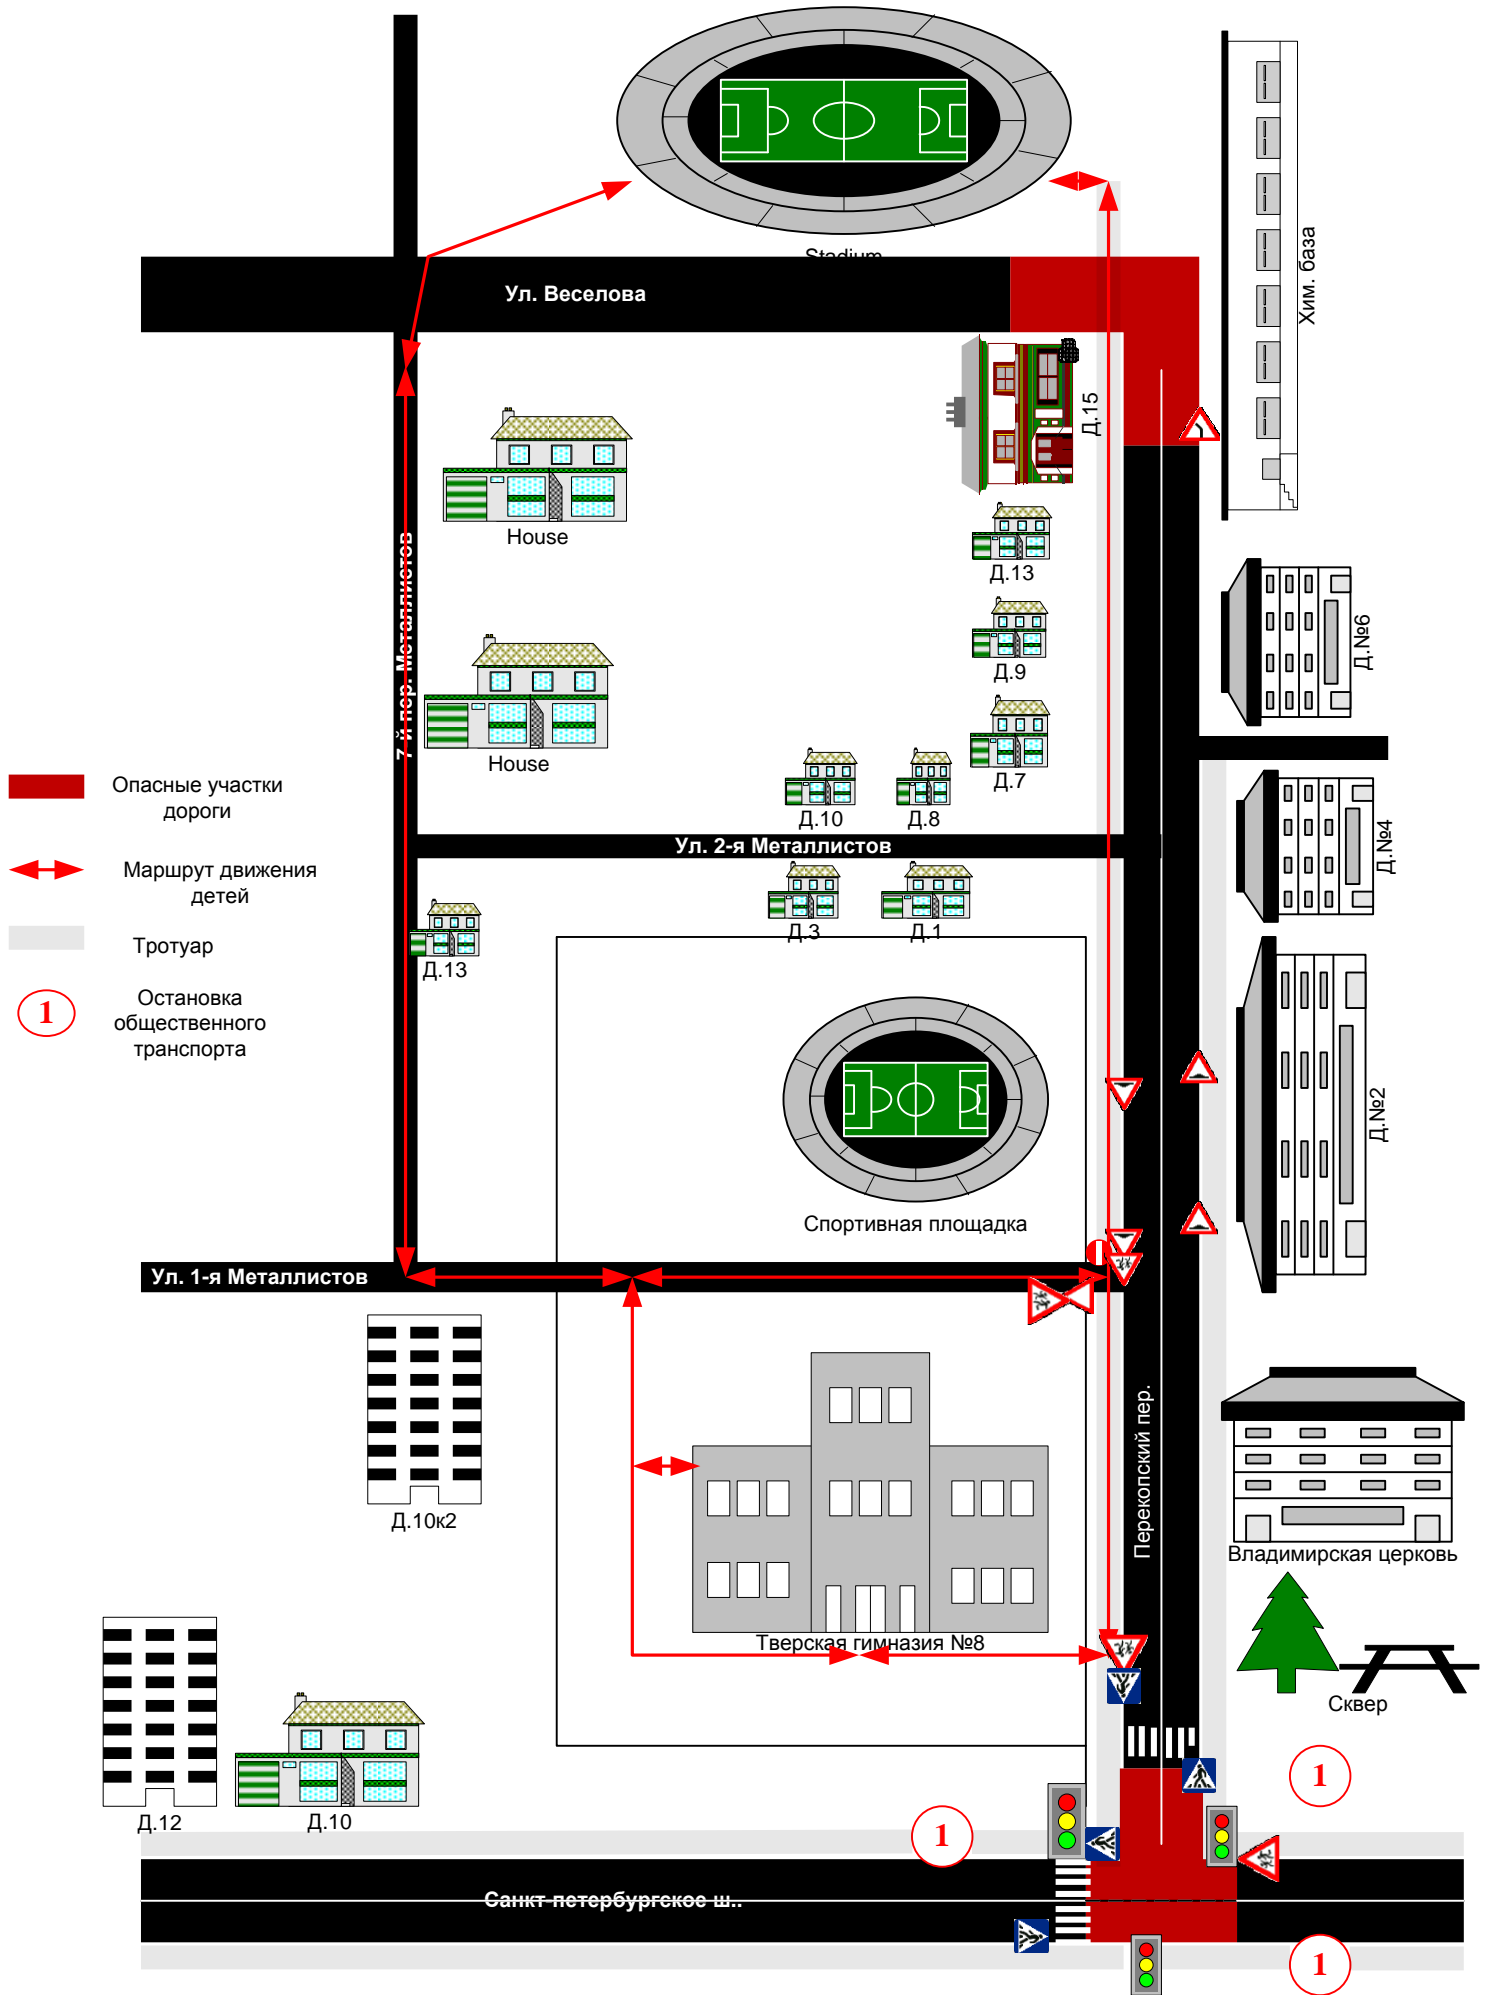 Stadium
Ул. Веселова
Хим. база
Д.15
House
Д.13
7-й пер. Металлистов
Д.9
Д.№6
House
Д.7
Опасные участки
дороги
Д.10
Д.8
Ул. 2-я Металлистов
Д.№4
Маршрут движения
детей
Д.3
Д.1
Тротуар
Д.13
1
Остановка
общественного
транспорта
Д.№2
Спортивная площадка
Ул. 1-я Металлистов
Перекопский пер.
Д.10к2
Владимирская церковь
Тверская гимназия №8
Сквер
1
Д.12
Д.10
1
Санкт-петербургское ш..
1